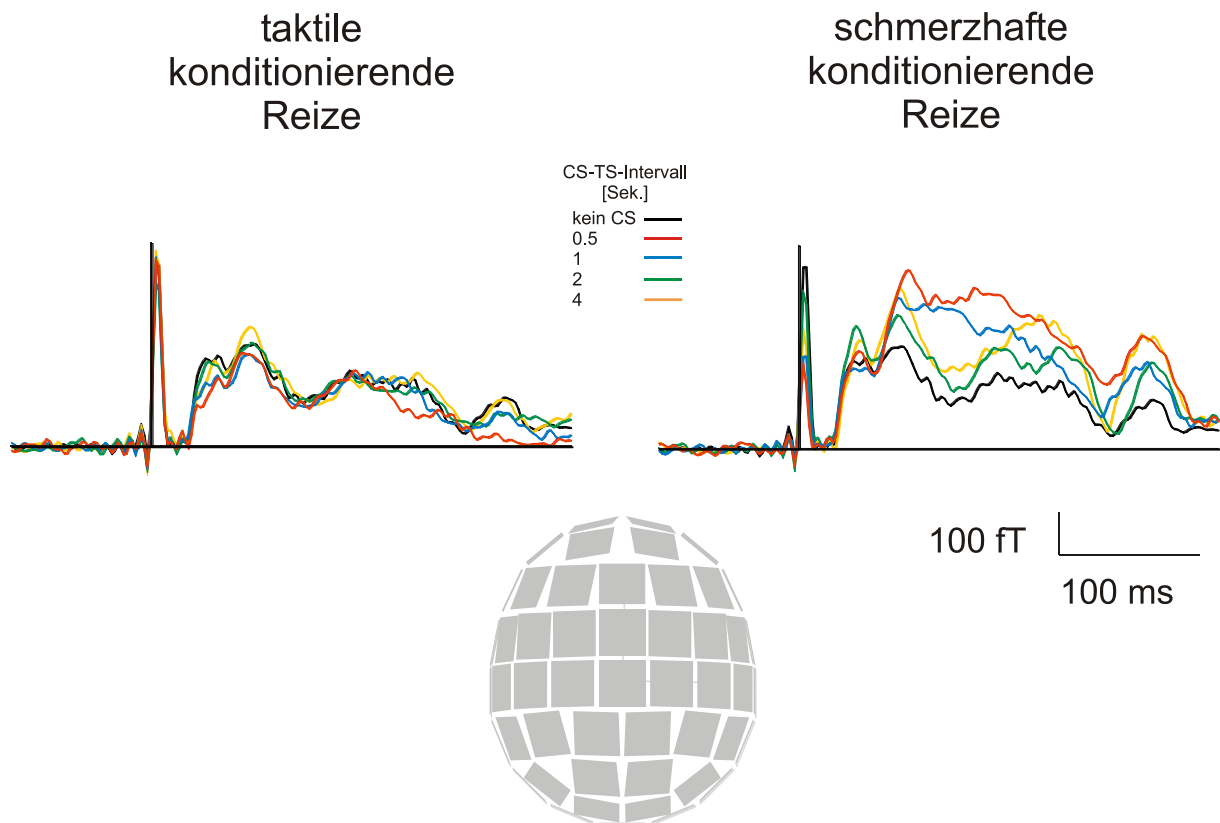 taktile
konditionierende
Reize
schmerzhafte
konditionierende
Reize
CS-TS-Intervall
[Sek.]
kein CS
0.5
1
2
4
100 fT
100 ms